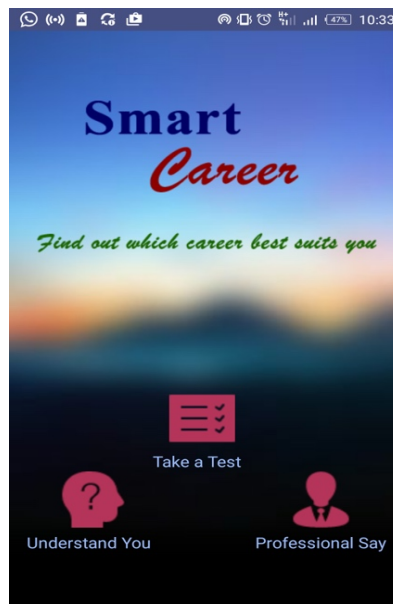 47% 10:33
Smart
Career
Find out which career best suits you
Take a Test
Understand You
Professional Say